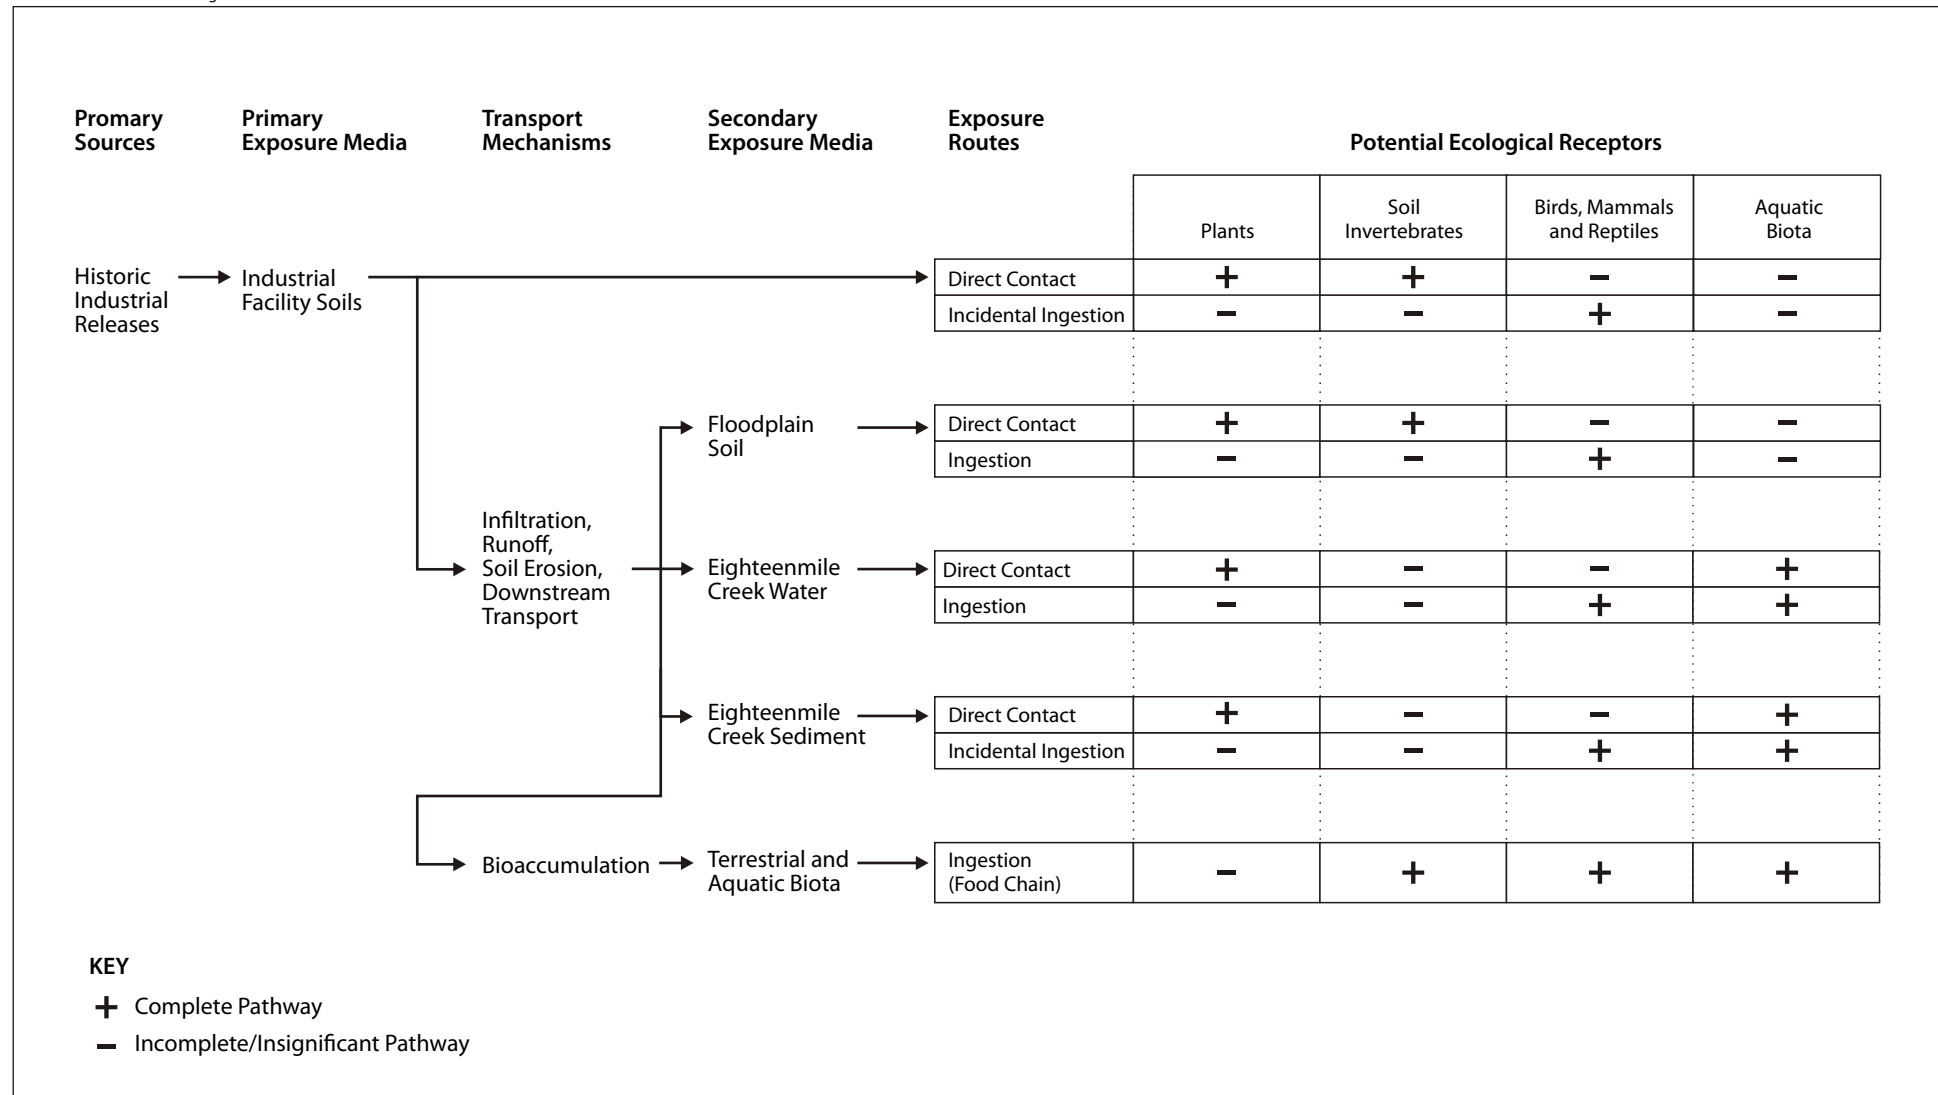 Promary
Sources
Primary
Exposure Media
Transport
Mechanisms
Secondary
Exposure Media
Exposure
Routes
Potential Ecological Receptors
Plants
Soil
Invertebrates
Birds, Mammals
and Reptiles
Aquatic
Biota
Historic
Industrial
Releases
Industrial
Facility Soils
Direct Contact + + − −
Incidental Ingestion − − + −
Floodplain
Soil
Direct Contact + + − −
Ingestion − − + −
Infiltration,
Runoff,
Soil Erosion,
Downstream
Transport
Eighteenmile
Creek Water
Direct Contact + − − +
Ingestion − − + +
Eighteenmile
Creek Sediment
Direct Contact + − − +
Incidental Ingestion − − + +
Bioaccumulation
Terrestrial and
Aquatic Biota
Ingestion
(Food Chain)
− + + +
KEY
+ Complete Pathway
− Incomplete/Insignificant Pathway